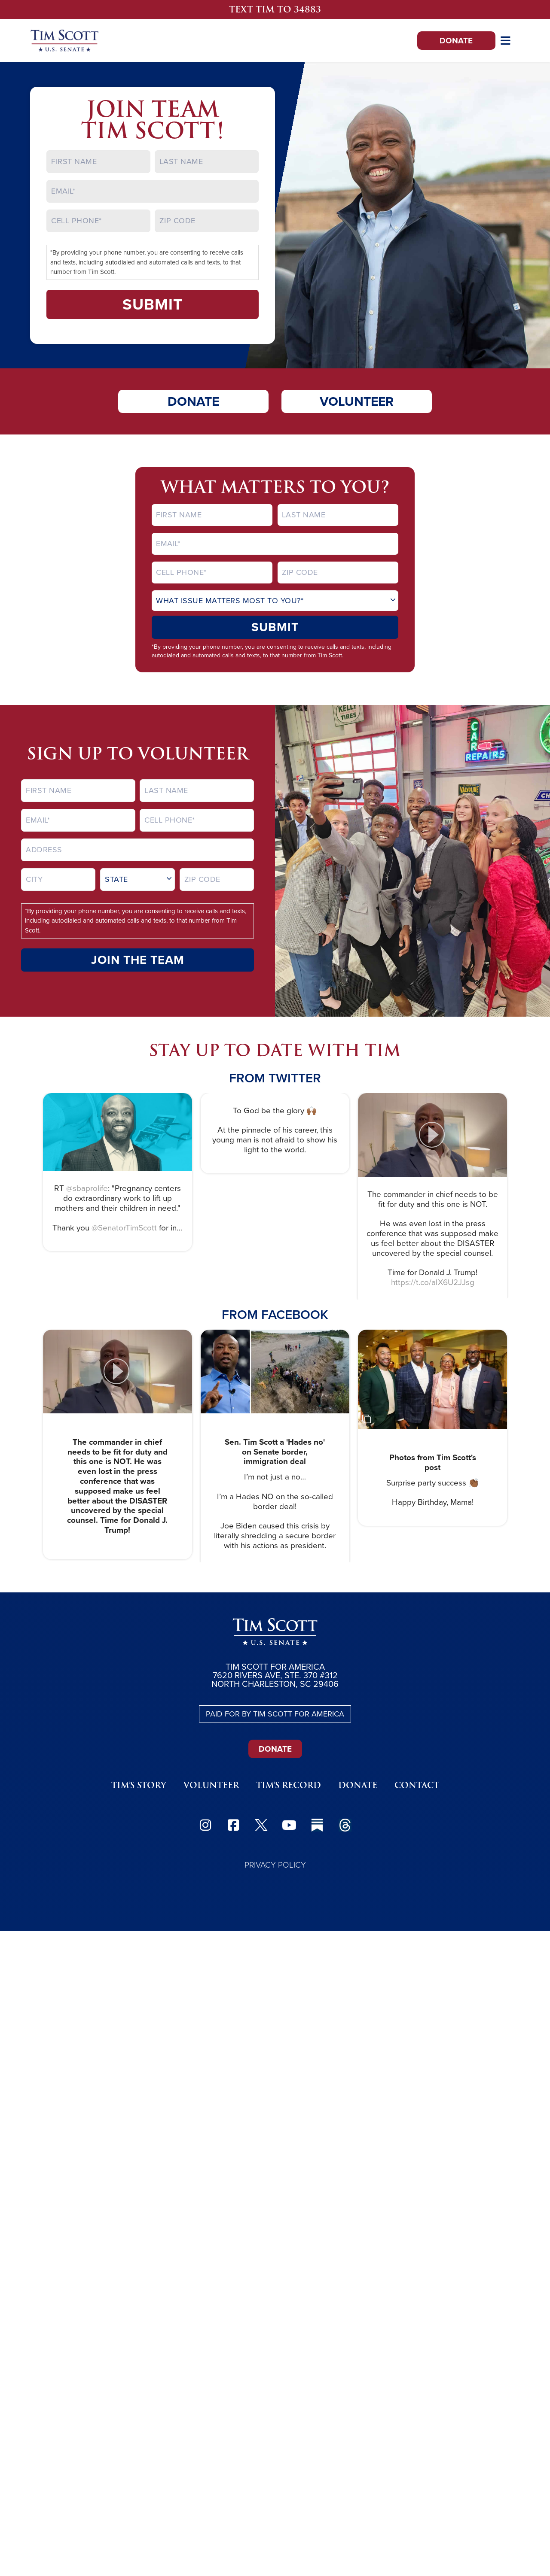 TEXT TIM TO 34883
TIM SCOTT
U.S. SENATE
DONATE
JOIN TEAM
TIM SCOTT!
FIRST NAME
LAST NAME
EMAIL*
CELL PHONE*
ZIP CODE
*By providing your phone number, you are consenting to receive calls
and texts, including autodialed and automated calls and texts, to that
number from Tim Scott.
SUBMIT
DONATE
VOLUNTEER
WHAT MATTERS TO YOU?
FIRST NAME
LAST NAME
EMAIL*
CELL PHONE*
ZIP CODE
WHAT ISSUE MATTERS MOST TO YOU?*
SUBMIT
*By providing your phone number, you are consenting to receive calls and texts, including
autodialed and automated calls and texts, to that number from Tim Scott.
KELLY
TIRES
CAR
REPAIRS
VALVOLINE
CH
SIGN UP TO VOLUNTEER
FIRST NAME
LAST NAME
EMAIL*
CELL PHONE*
ADDRESS
CITY
STATE
ZIP CODE
*By providing your phone number, you are consenting to receive calls and texts,
including autodialed and automated calls and texts, to that number from Tim
Scott.
JOIN THE TEAM
STAY UP TO DATE WITH TIM
FROM TWITTER
RT @sbaprolife: "Pregnancy centers
do extraordinary work to lift up
mothers and their children in need."
Thank you @SenatorTimScott for in...
To God be the glory 🙌🏾
At the pinnacle of his career, this
young man is not afraid to show his
light to the world.
The commander in chief needs to be
fit for duty and this one is NOT.
He was even lost in the press
conference that was supposed make
us feel better about the DISASTER
uncovered by the special counsel.
Time for Donald J. Trump!
https://t.co/alX6U2JJsg
FROM FACEBOOK
The commander in chief
needs to be fit for duty and
this one is NOT. He was
even lost in the press
conference that was
supposed make us feel
better about the DISASTER
uncovered by the special
counsel. Time for Donald J.
Trump!
Sen. Tim Scott a 'Hades no'
on Senate border,
immigration deal
I'm not just a no...
I'm a Hades NO on the so-called
border deal!
Joe Biden caused this crisis by
literally shredding a secure border
with his actions as president.
Photos from Tim Scott's
post
Surprise party success 👏🏾
Happy Birthday, Mama!
TIM SCOTT
U.S. SENATE
TIM SCOTT FOR AMERICA
7620 RIVERS AVE, STE. 370 #312
NORTH CHARLESTON, SC 29406
PAID FOR BY TIM SCOTT FOR AMERICA
DONATE
TIM'S STORY
VOLUNTEER
TIM'S RECORD
DONATE
CONTACT
PRIVACY POLICY